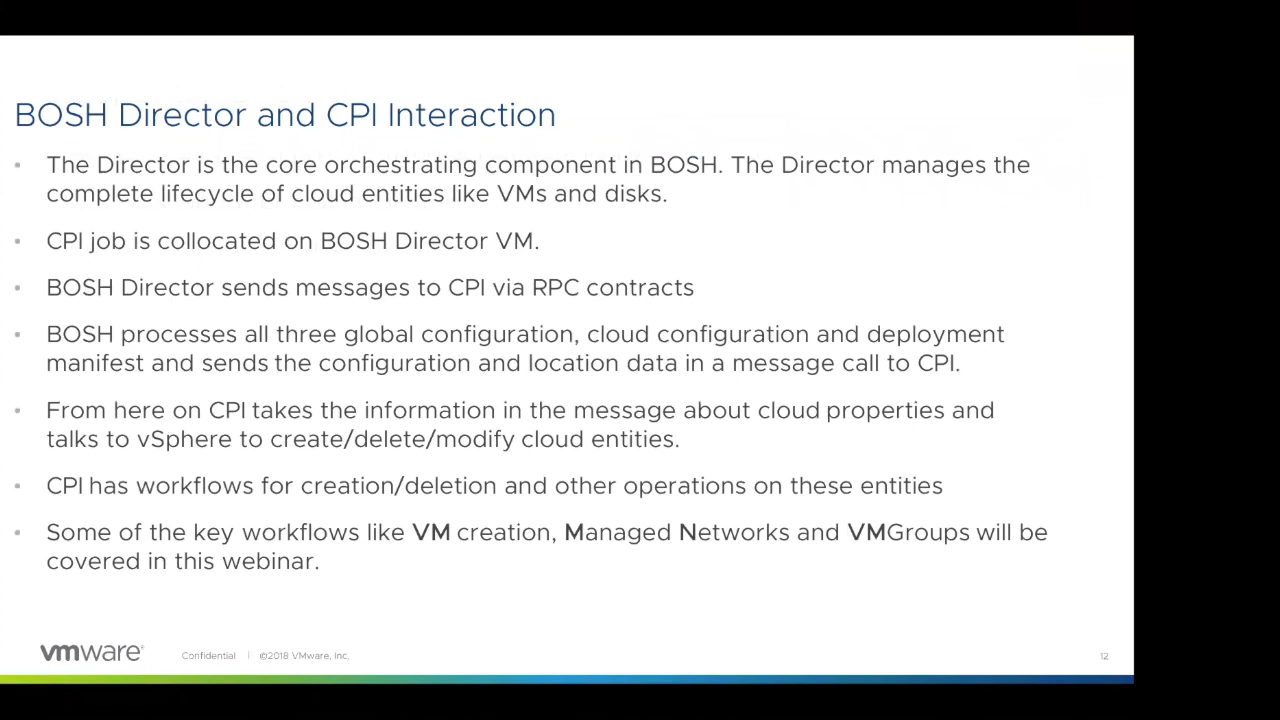 BOSH Director and CPI Interaction
• The Director is the core orchestrating component in BOSH. The Director manages the
complete lifecycle of cloud entities like VMs and disks.
• CPI job is collocated on BOSH Director VM.
• BOSH Director sends messages to CPI via RPC contracts
• BOSH processes all three global configuration, cloud configuration and deployment
manifest and sends the configuration and location data in a message call to CPI.
• From here on CPI takes the information in the message about cloud properties and
talks to vSphere to create/delete/modify cloud entities.
• CPI has workflows for creation/deletion and other operations on these entities
• Some of the key workflows like VM creation, Managed Networks and VMGroups will be
covered in this webinar.
vmware® Confidential | ©2018 VMware, Inc. 12